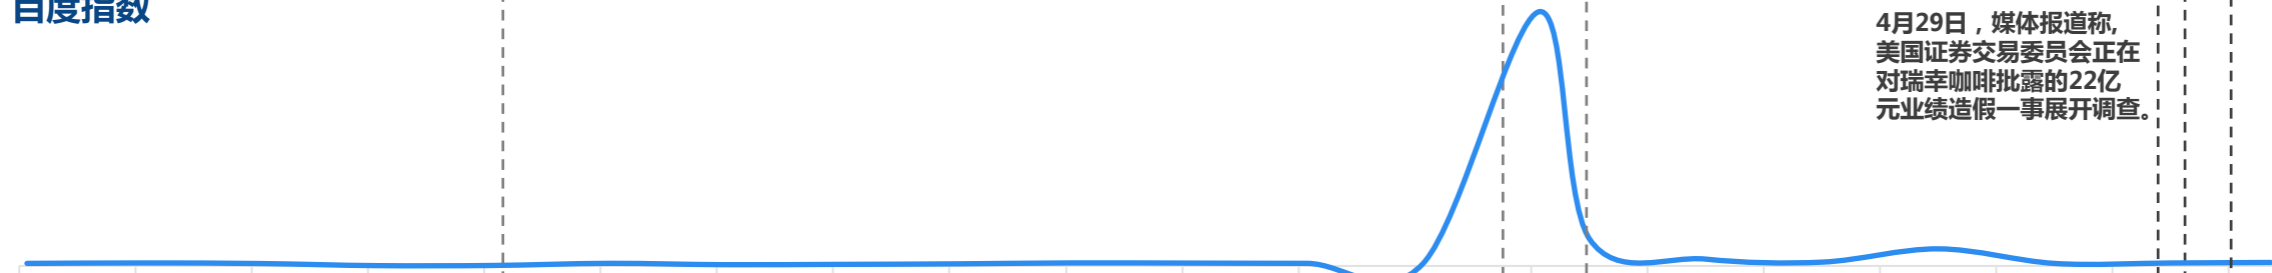 百度指数
4月29日，媒体报道称,
美国证券交易委员会正在
对瑞幸咖啡批露的22亿
元业绩造假一事展开调查。